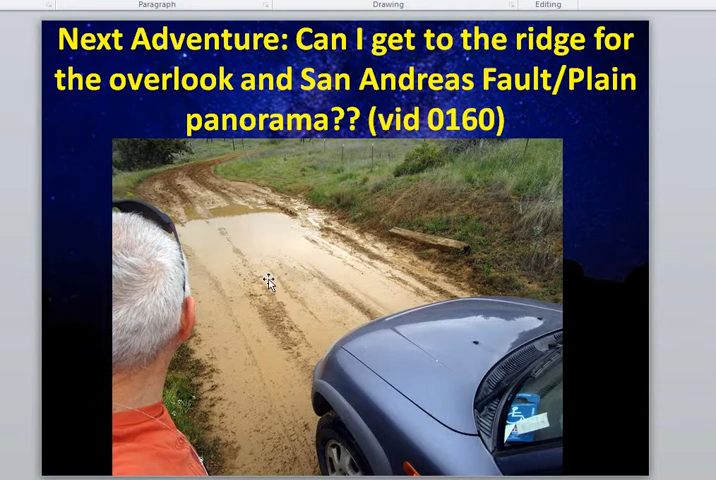 Paragraph Drawing Editing
Next Adventure: Can I get to the ridge for
the overlook and San Andreas Fault/Plain
panorama?? (vid 0160)